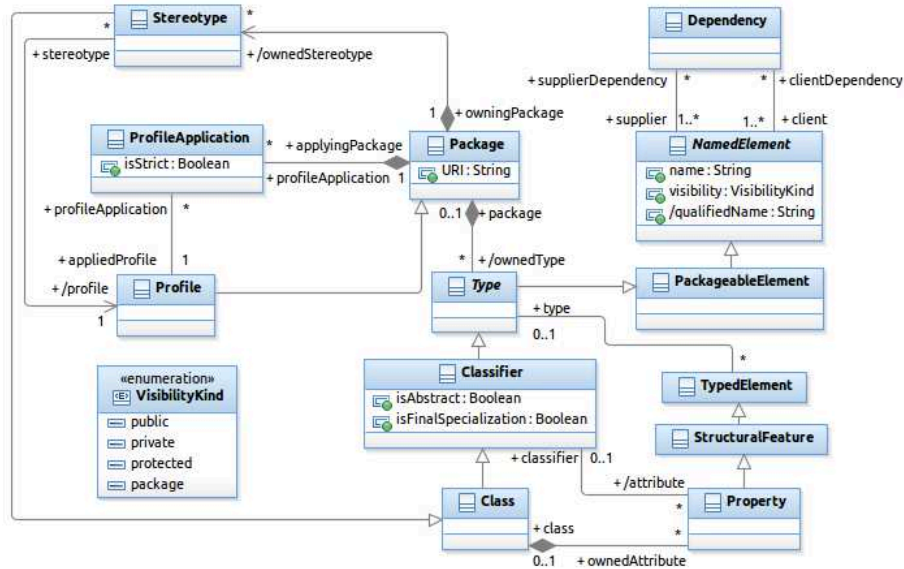 * Stereotype *
+ stereotype
+ /ownedStereotype
Dependency
+ supplierDependency * * + clientDependency
1 + owningPackage
+ supplier 1..* 1..* + client
ProfileApplication
isStrict : Boolean
* + applyingPackage
+ profileApplication 1
Package
URI : String
NamedElement
name : String
visibility : VisibilityKind
/qualifiedName : String
+ profileApplication *
0..1 + package
+ appliedProfile 1
* + /ownedType
+ /profile
1
Profile
Type
PackageableElement
+ type
0..1
*
«enumeration»
VisibilityKind
public
private
protected
package
Classifier
isAbstract : Boolean
isFinalSpecialization : Boolean
TypedElement
StructuralFeature
+ classifier 0..1
+ /attribute
*
Class
Property
+ class *
0..1 + ownedAttribute